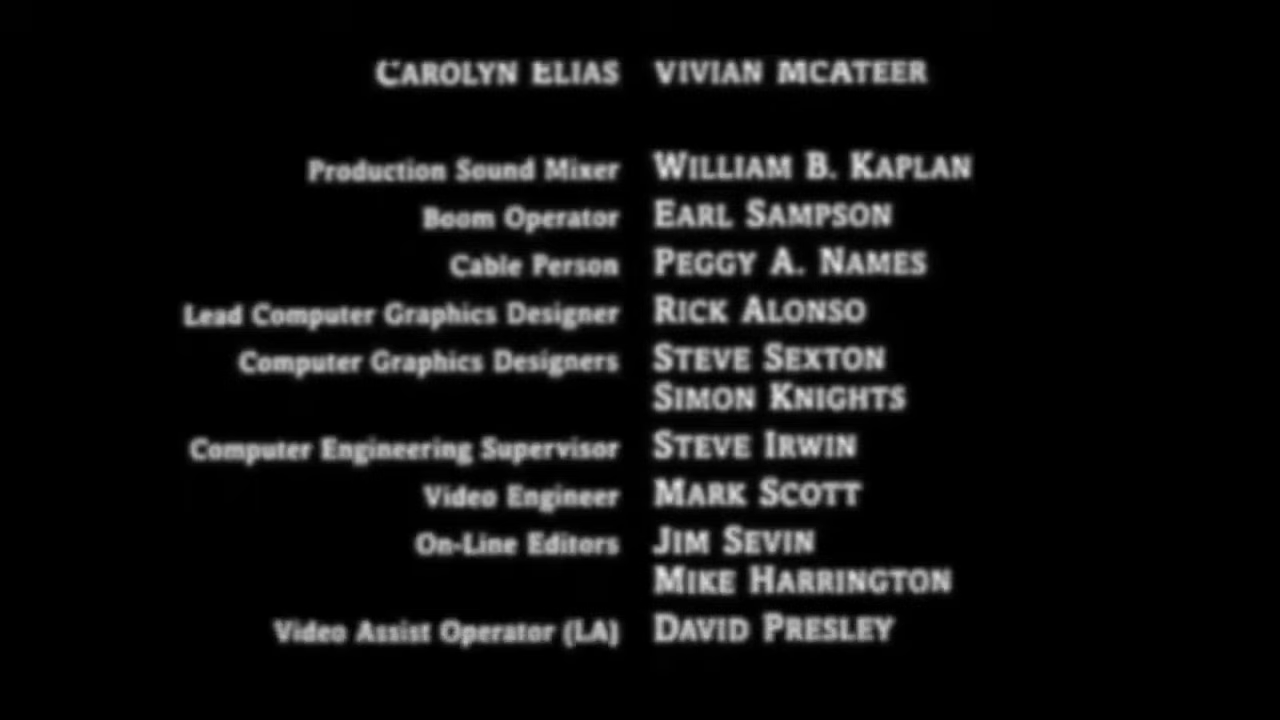 CAROLYN ELIAS VIVIAN MCATEER
Production Sound Mixer WILLIAM B. KAPLAN
Boom Operator EARL SAMPSON
Cable Person PEGGY A. NAMES
Lead Computer Graphics Designer RICK ALONSO
Computer Graphics Designers STEVE SEXTON
SIMON KNIGHTS
Computer Engineering Supervisor STEVE IRWIN
Video Engineer MARK SCOTT
On-Line Editors JIM SEVIN
MIKE HARRINGTON
Video Assist Operator (LA) DAVID PRESLEY